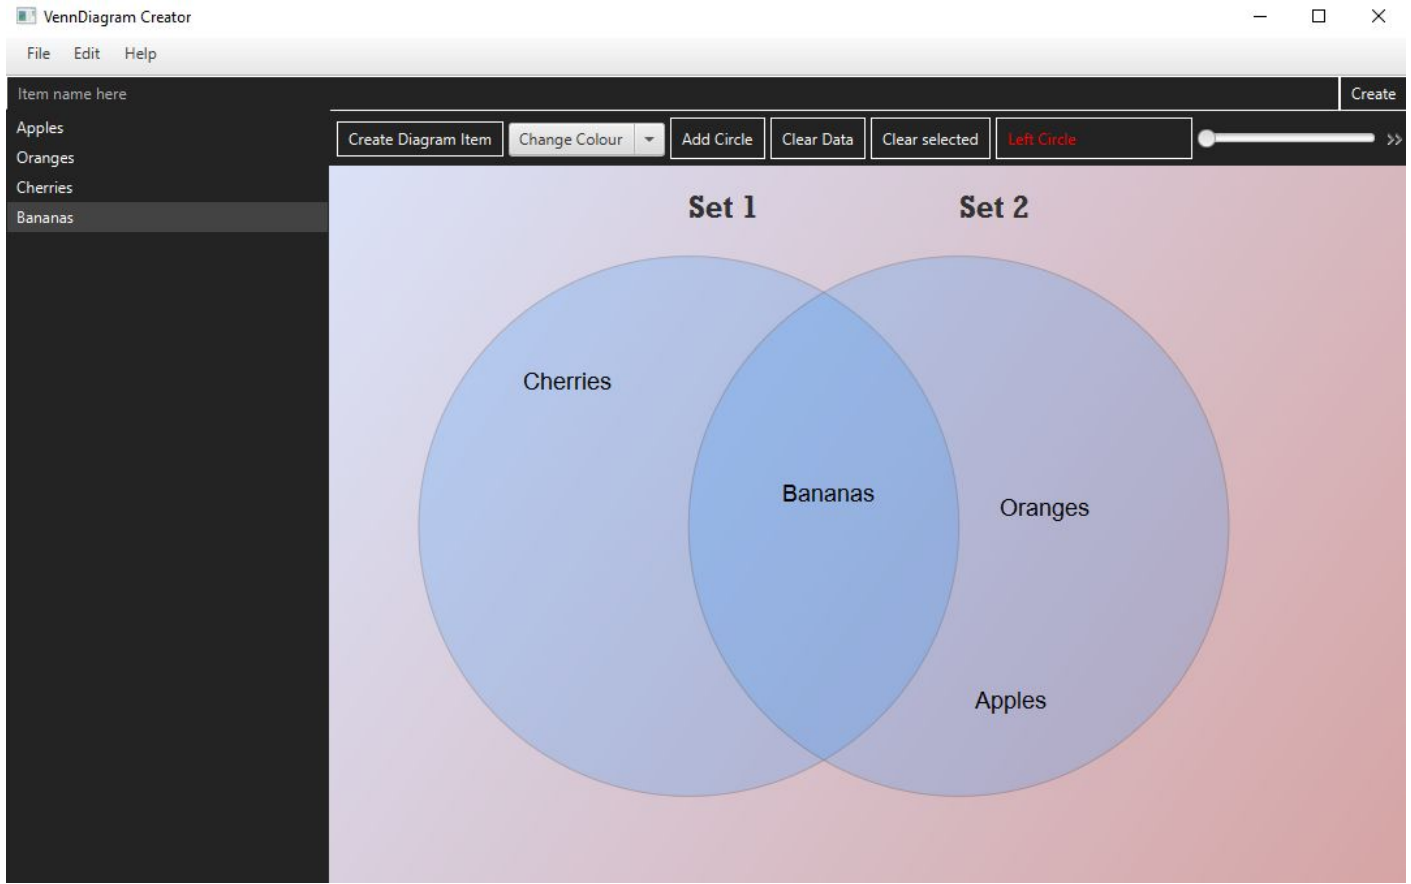 VennDiagram Creator
File Edit Help
Item name here Create
Apples
Oranges
Cherries
Bananas
Create Diagram Item Change Colour Add Circle Clear Data Clear selected Left Circle
Set 1 Set 2
Cherries
Bananas
Oranges
Apples